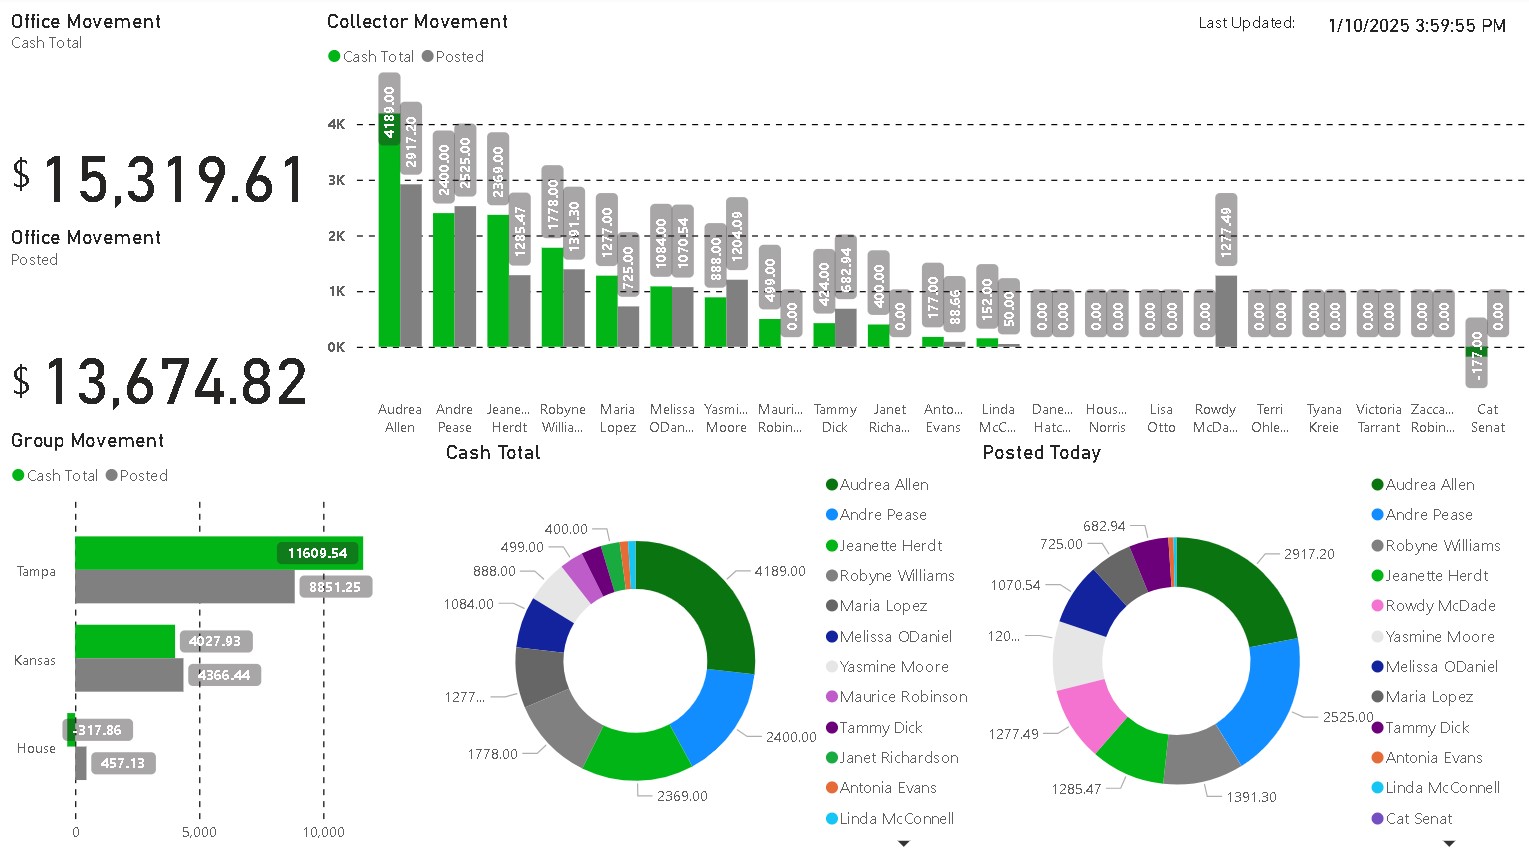 Office Movement
Cash Total
$ 15,319.61
Office Movement
Posted
$ 13,674.82
Collector Movement
Last Updated: 1/10/2025 3:59:55 PM
Cash Total Posted
4K
3K
2K
1K
0K
4189.00 2917.20
2400.00 2525.00
2369.00 1285.47
1778.00 1391.30
1277.00 725.00
1084.00 1070.54
888.00 1204.09
499.00 0.00
424.00 682.94
400.00 0.00
177.00 88.66
152.00 50.00
0.00 0.00
0.00 0.00
0.00 0.00
0.00 1277.49
0.00 0.00
0.00 0.00
0.00 0.00
0.00 0.00
-177.00 0.00
Audrea Allen
Andre Pease
Jeane... Herdt
Robyne Willia...
Maria Lopez
Melissa ODan...
Yasmi... Moore
Mauri... Robin...
Tammy Dick
Janet Richa...
Anto... Evans
Linda McC...
Dane... Hatc...
Hous... Norris
Lisa Otto
Rowdy McDa...
Terri Ohle...
Tyana Kreie
Victoria Tarrant
Zacca... Robin...
Cat Senat
Group Movement
Cash Total Posted
Tampa
11609.54
8851.25
Kansas
4027.93
4366.44
House
-317.86
457.13
0 5,000 10,000
Cash Total
400.00
499.00
888.00
1084.00
1277...
1778.00
2369.00
2400.00
4189.00
Audrea Allen
Andre Pease
Jeanette Herdt
Robyne Williams
Maria Lopez
Melissa ODaniel
Yasmine Moore
Maurice Robinson
Tammy Dick
Janet Richardson
Antonia Evans
Linda McConnell
Posted Today
682.94
725.00
1070.54
120...
1277.49
1285.47
1391.30
2525.00
2917.20
Audrea Allen
Andre Pease
Robyne Williams
Jeanette Herdt
Rowdy McDade
Yasmine Moore
Melissa ODaniel
Maria Lopez
Tammy Dick
Antonia Evans
Linda McConnell
Cat Senat